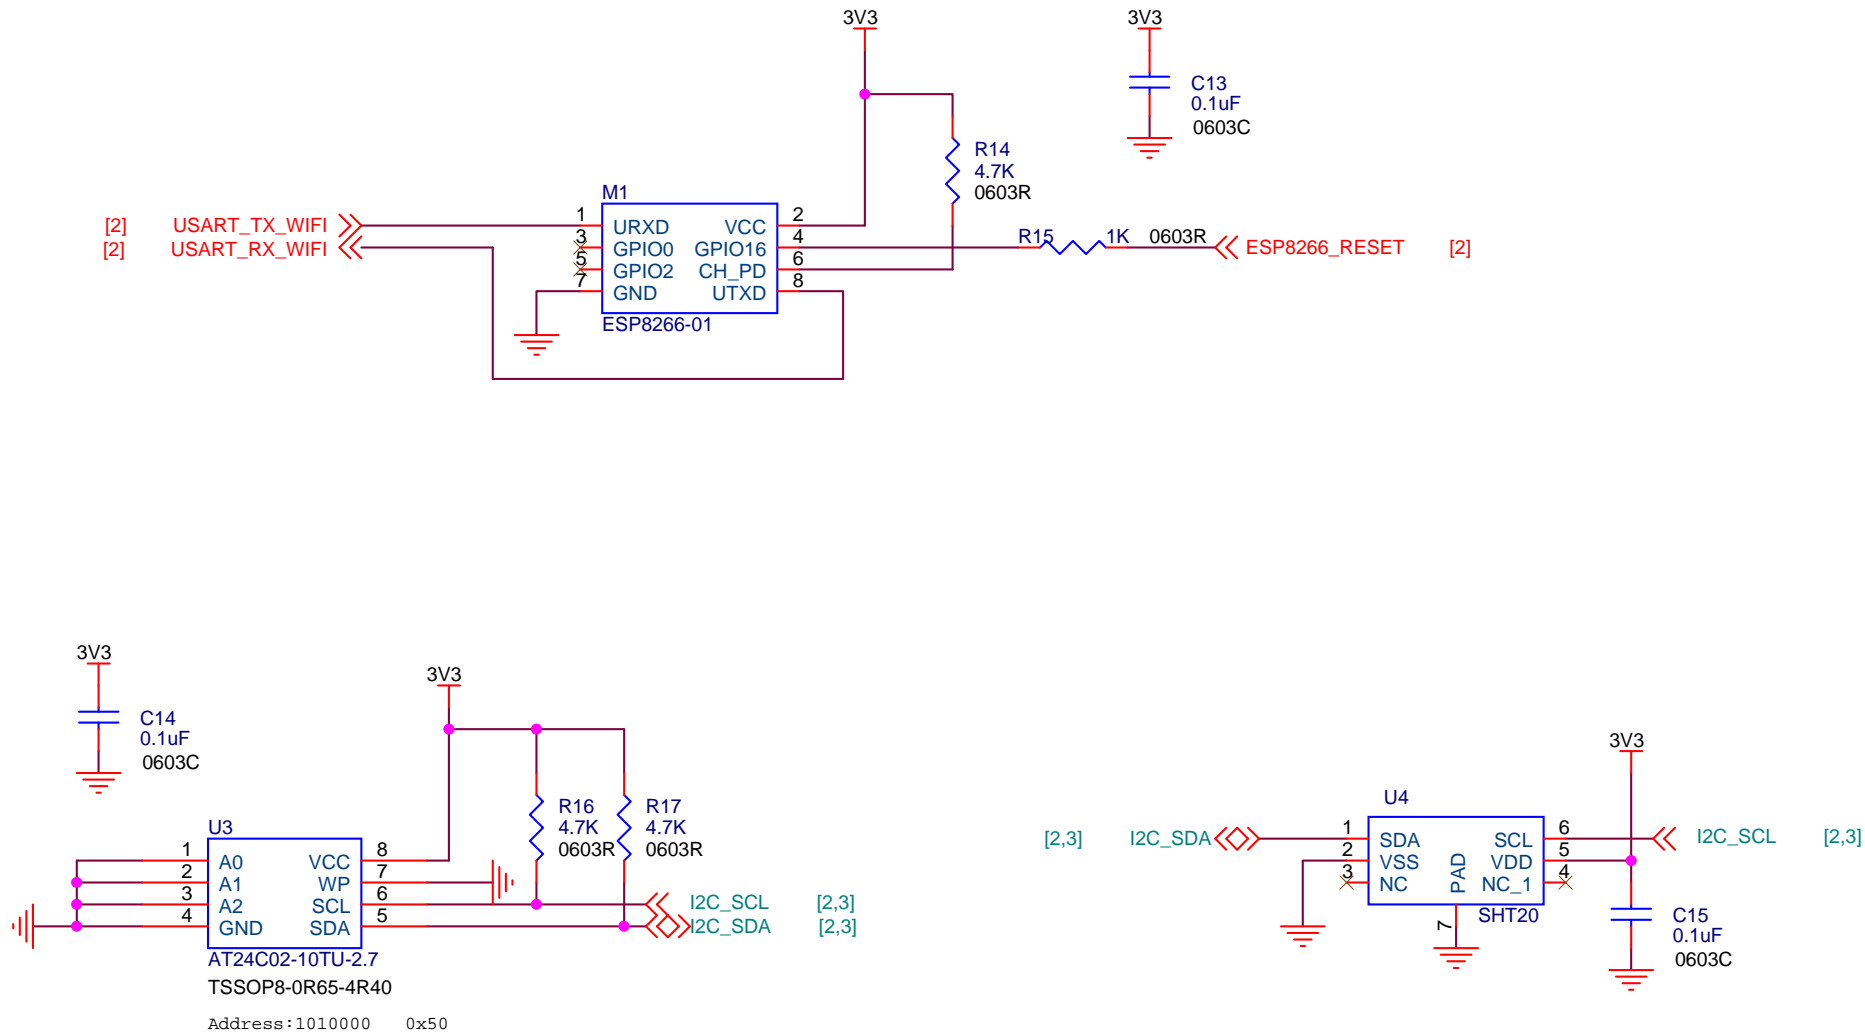 3V3
3V3
C13
0.1uF
0603C
R14
4.7K
0603R
M1
[2] USART_TX_WIFI 1 URXD VCC 2
[2] USART_RX_WIFI 3 GPIO0 GPIO16 4 R15 1K 0603R ESP8266_RESET [2]
5 GPIO2 CH_PD 6
7 GND UTXD 8
ESP8266-01
3V3
C14
0.1uF
0603C
3V3
R16
4.7K
0603R
R17
4.7K
0603R
U3
1 A0 VCC 8
2 A1 WP 7
3 A2 SCL 6 I2C_SCL [2,3]
4 GND SDA 5 I2C_SDA [2,3]
AT24C02-10TU-2.7
TSSOP8-0R65-4R40
Address:1010000 0x50
3V3
U4
[2,3] I2C_SDA 1 SDA SCL 6 I2C_SCL [2,3]
2 VSS VDD 5
3 NC PAD NC_1 4
7
SHT20
C15
0.1uF
0603C